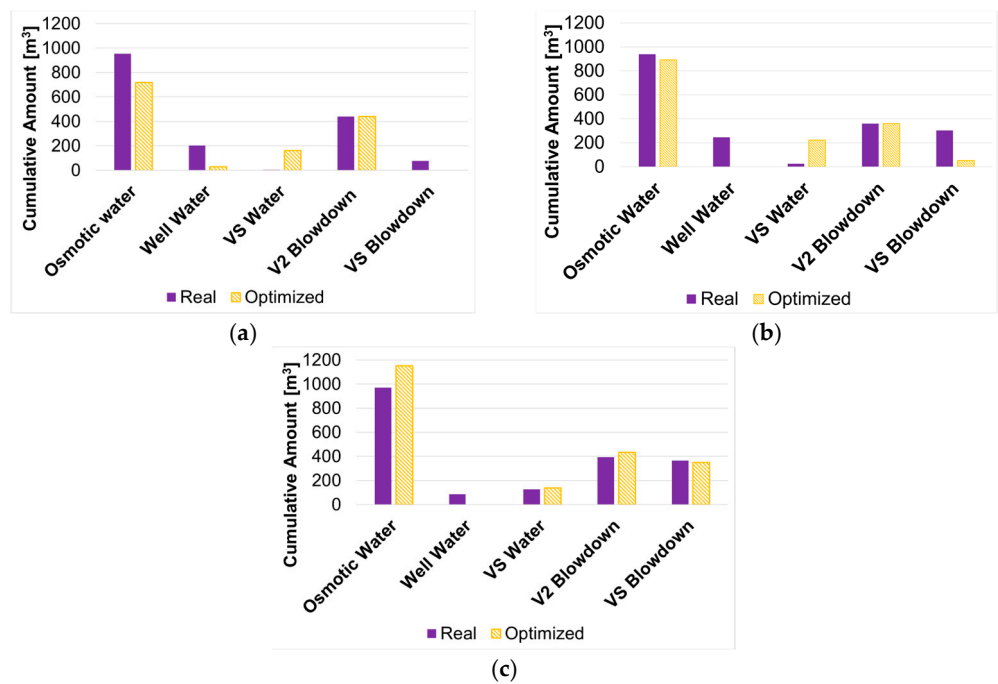 Cumulative Amount [m³]
1200
1000
800
600
400
200
0
Osmotic water
Well Water
VS Water
V2 Blowdown
VS Blowdown
Real
Optimized
(a)
Cumulative Amount [m³]
1200
1000
800
600
400
200
0
Osmotic Water
Well Water
VS Water
V2 Blowdown
VS Blowdown
Real
Optimized
(b)
Cumulative Amount [m³]
1200
1000
800
600
400
200
0
Osmotic Water
Well Water
VS Water
V2 Blowdown
VS Blowdown
Real
Optimized
(c)